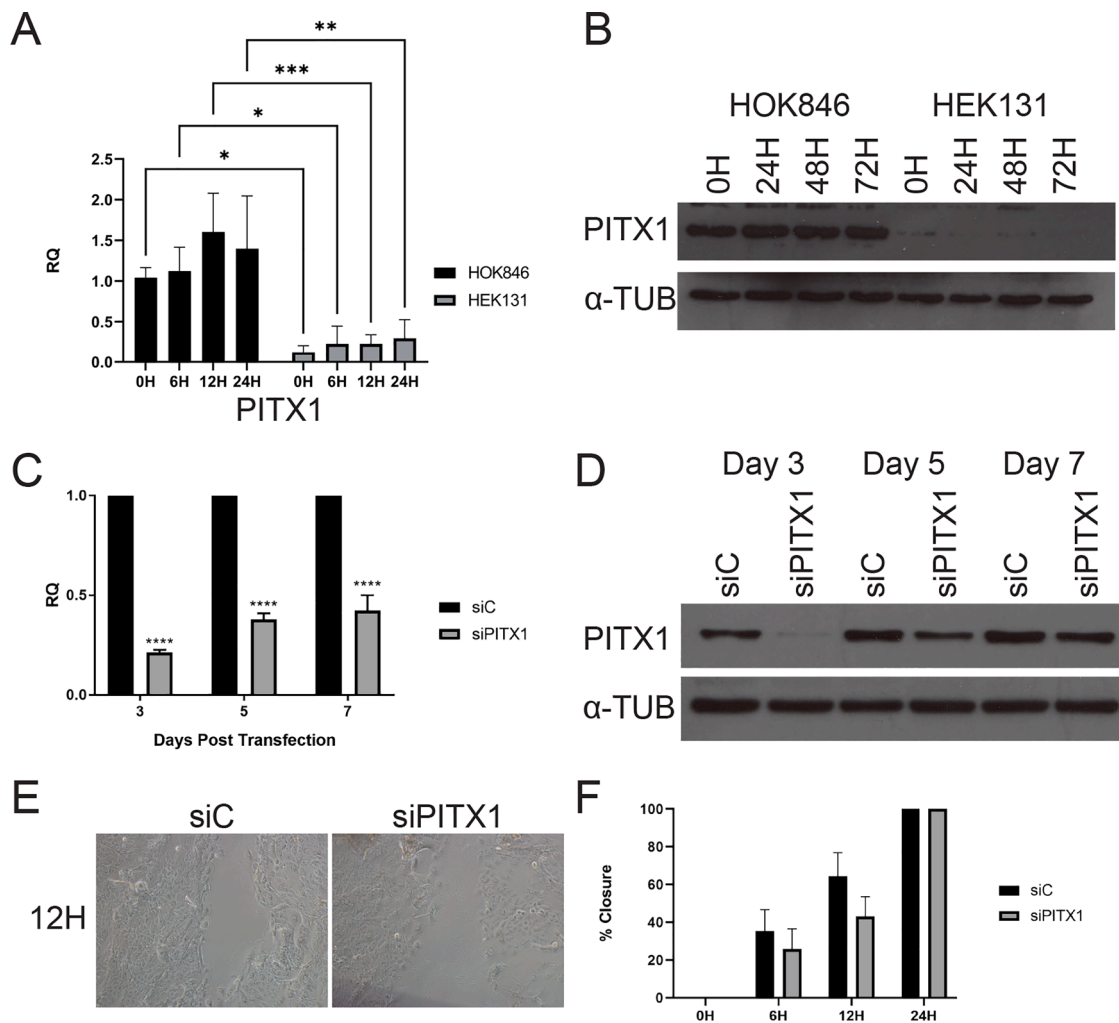 A
**
***
*
*
2.5
2.0
1.5
1.0
0.5
0.0
RQ
0H 6H 12H 24H 0H 6H 12H 24H
PITX1
HOK846
HEK131
B
HOK846 HEK131
0H 24H 48H 72H 0H 24H 48H 72H
PITX1
α-TUB
C
1.0
0.5
0.0
RQ
**** **** ****
3 5 7
Days Post Transfection
siC
siPITX1
D
Day 3 Day 5 Day 7
siC siPITX1 siC siPITX1 siC siPITX1
PITX1
α-TUB
E
siC siPITX1
12H
F
100
80
60
40
20
0
% Closure
0H 6H 12H 24H
siC
siPITX1